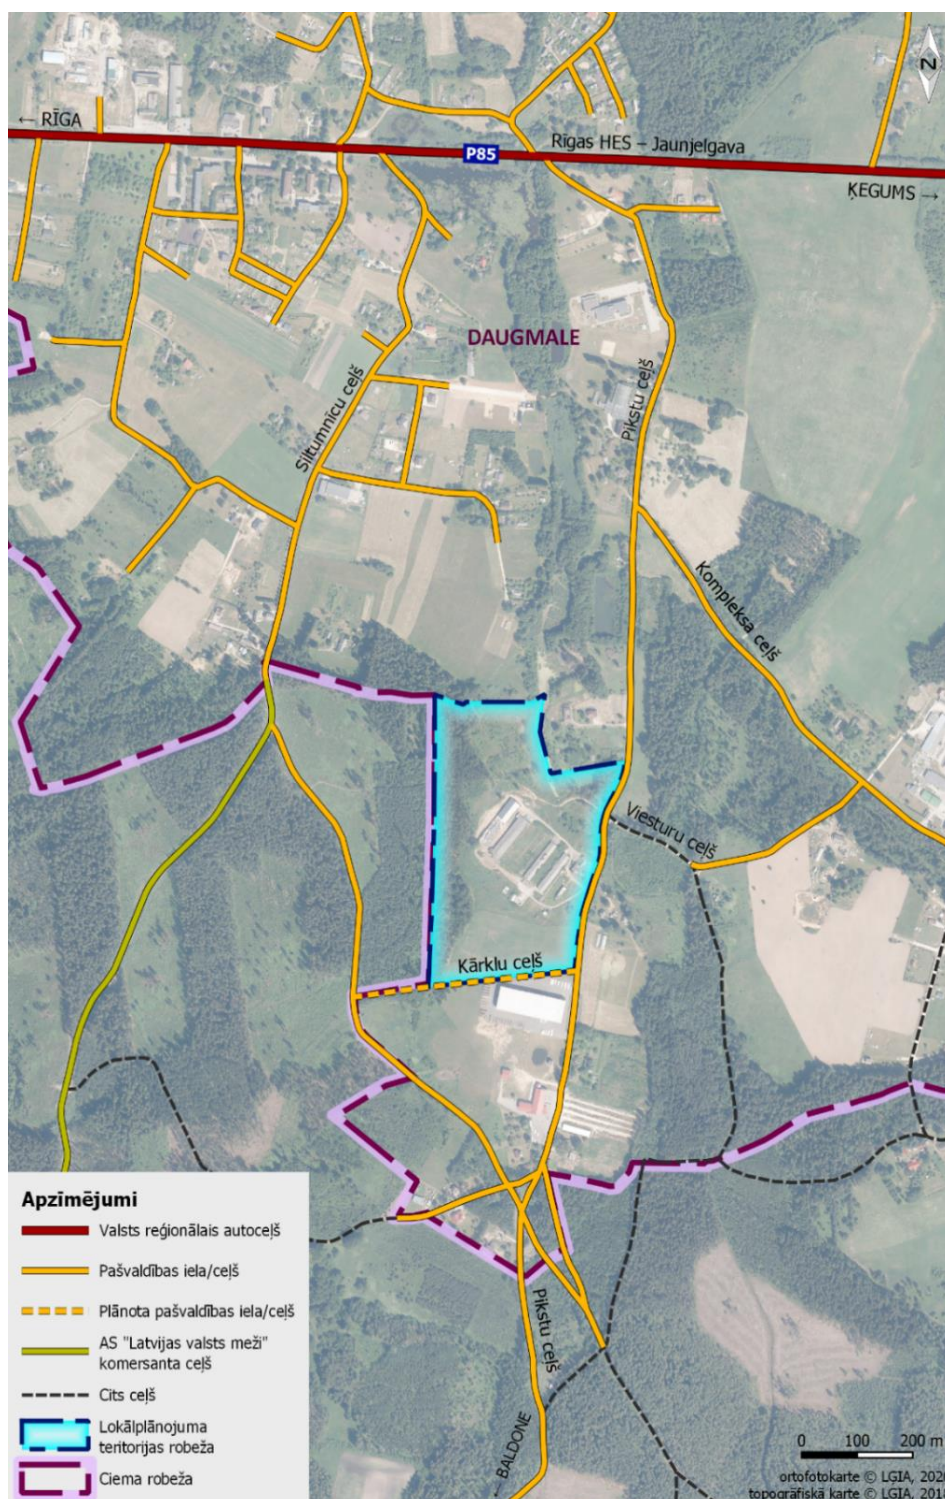 N
← RĪGA
Rīgas HES – Jaunjelgava
P85
ĶEGUMS →
DAUGMALE
Pikstu ceļš
Siltumnīcu ceļš
Kompleksa ceļš
Viesturu ceļš
Kārklu ceļš
Pikstu ceļš
← BALDONE
Apzīmējumi
Valsts reģionālais autoceļš
Pašvaldības iela/ceļš
Plānota pašvaldības iela/ceļš
AS "Latvijas valsts meži"
komersanta ceļš
Cits ceļš
Lokālplānojuma
teritorijas robeža
Ciema robeža
0 100 200 m
ortofotokarte © LGIA, 202
topogrāfiskā karte © LGIA, 201